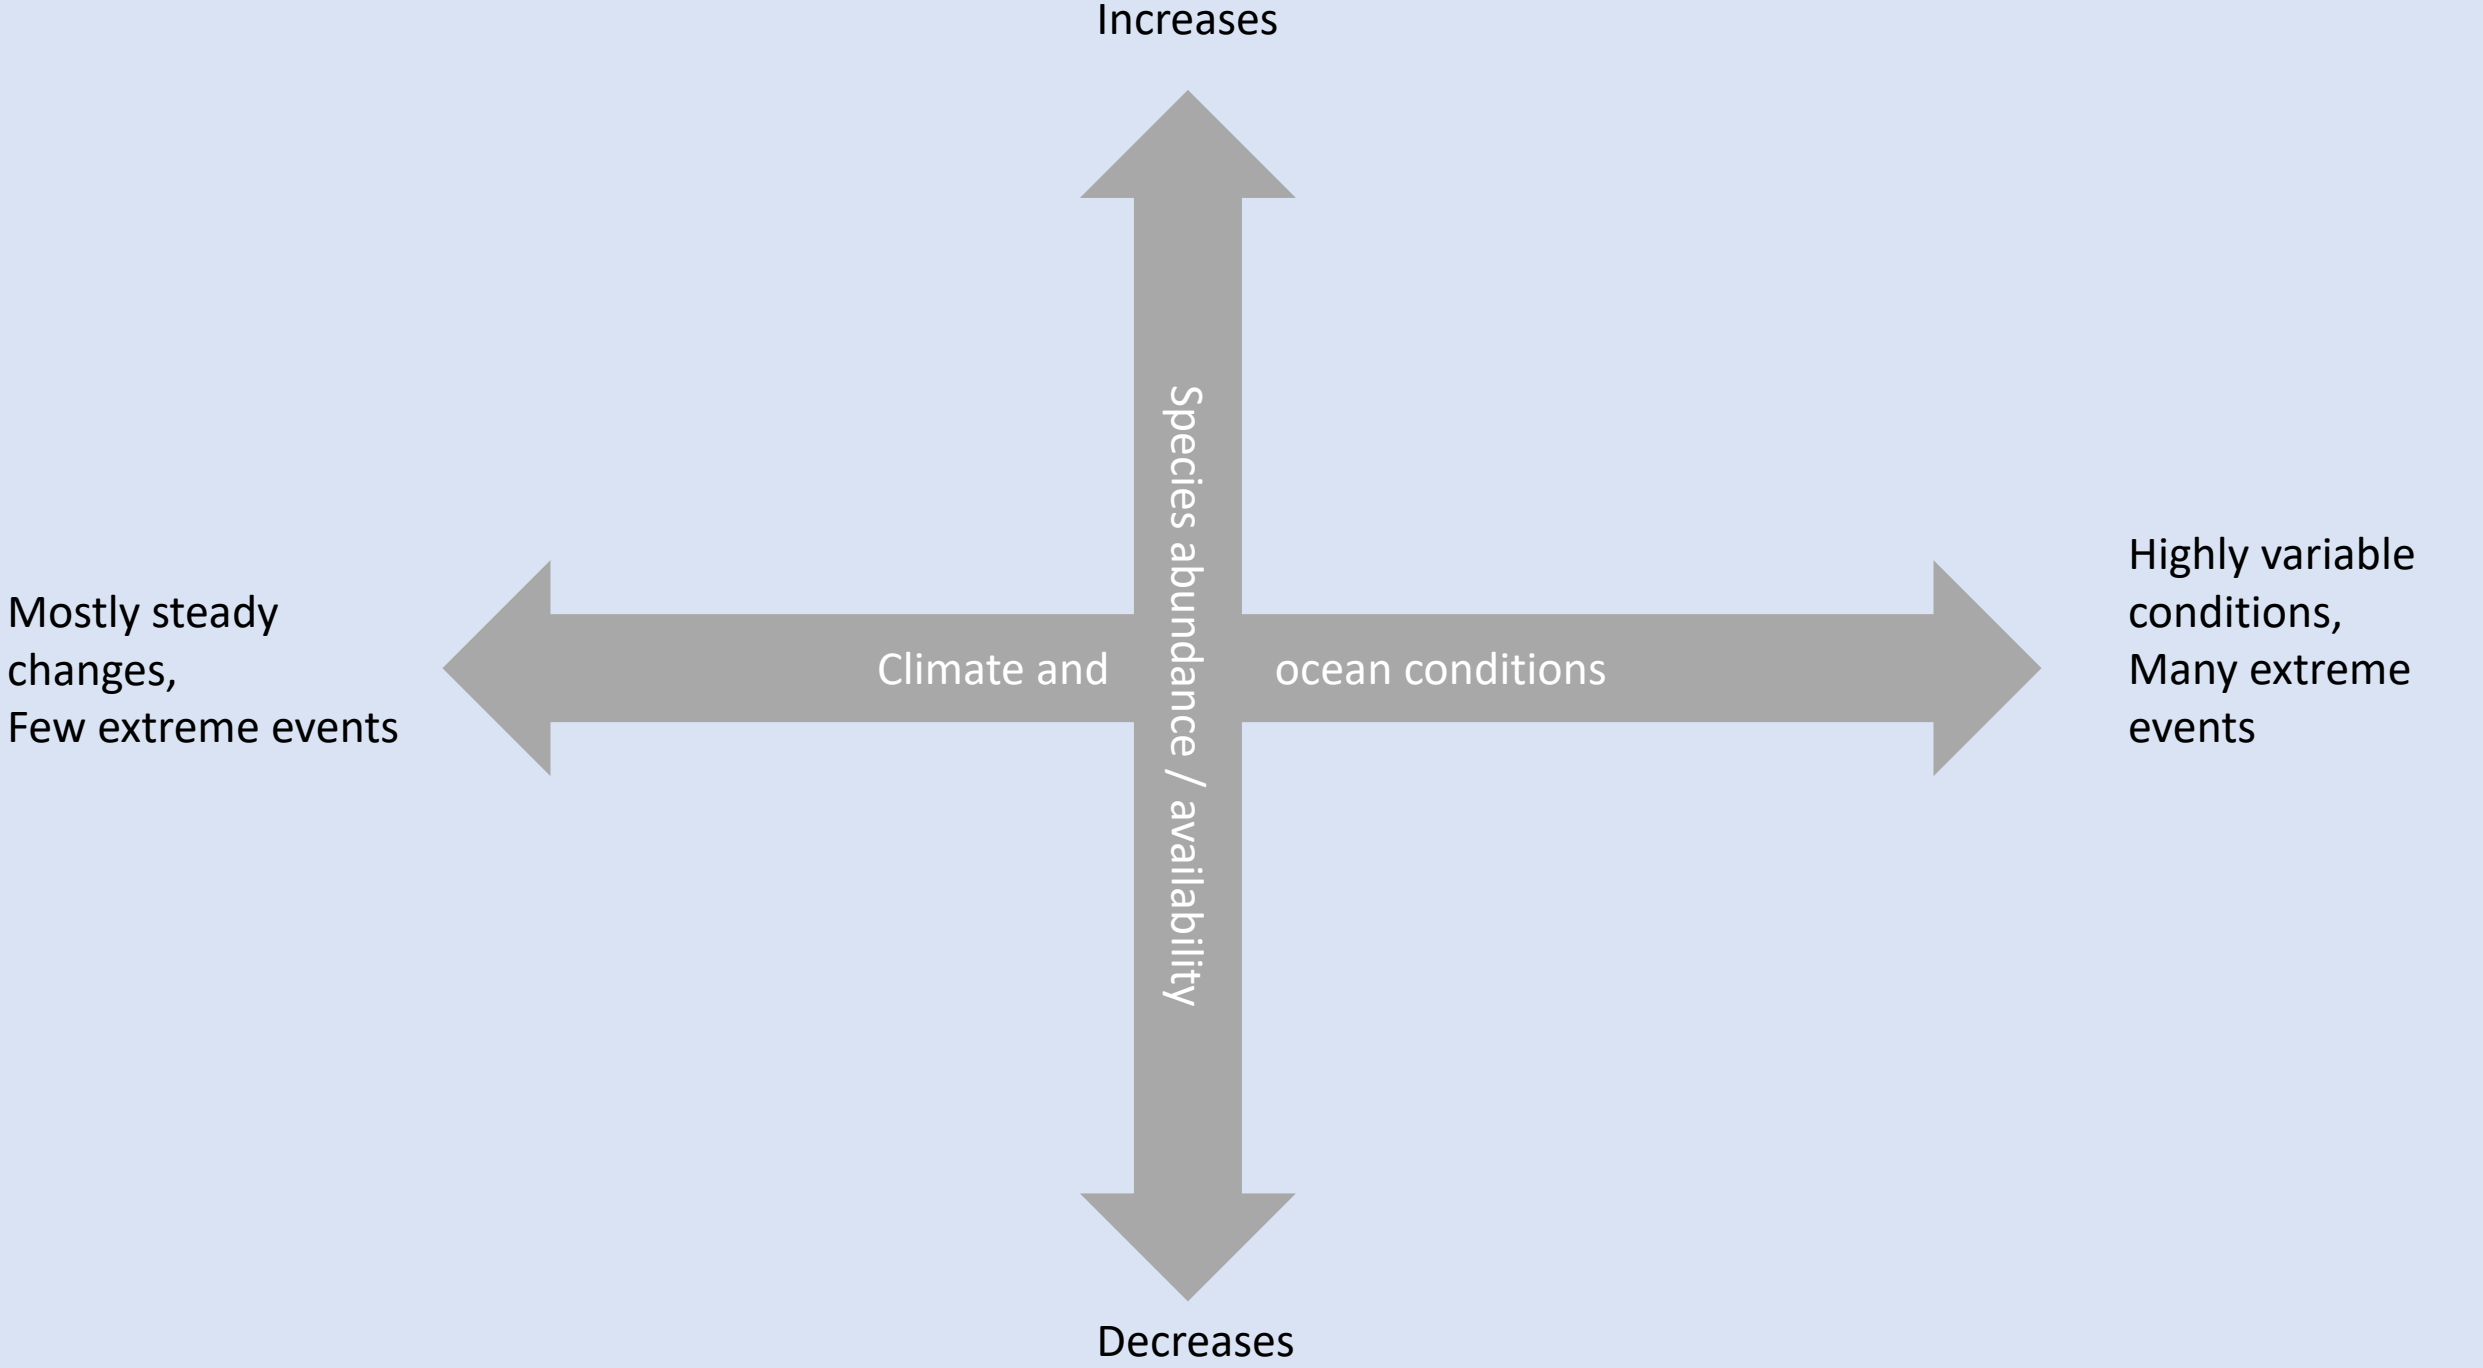 Increases
Species abundance / availability
Mostly steady
changes,
Few extreme events
Climate and ocean conditions
Highly variable
conditions,
Many extreme
events
Decreases